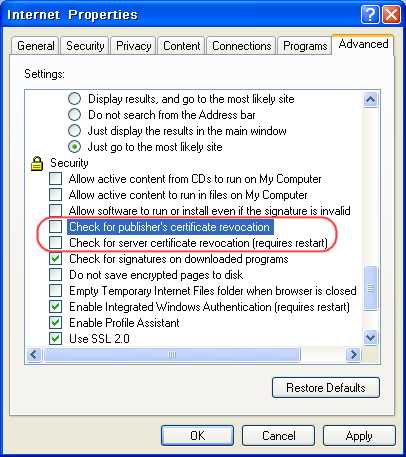 Internet Properties
General
Security
Privacy
Content
Connections
Programs
Advanced
Settings:
Display results, and go to the most likely site
Do not search from the Address bar
Just display the results in the main window
Just go to the most likely site
Security
Allow active content from CDs to run on My Computer
Allow active content to run in files on My Computer
Allow software to run or install even if the signature is invalid
Check for publisher's certificate revocation
Check for server certificate revocation (requires restart)
Check for signatures on downloaded programs
Do not save encrypted pages to disk
Empty Temporary Internet Files folder when browser is closed
Enable Integrated Windows Authentication (requires restart)
Enable Profile Assistant
Use SSL 2.0
Restore Defaults
OK
Cancel
Apply